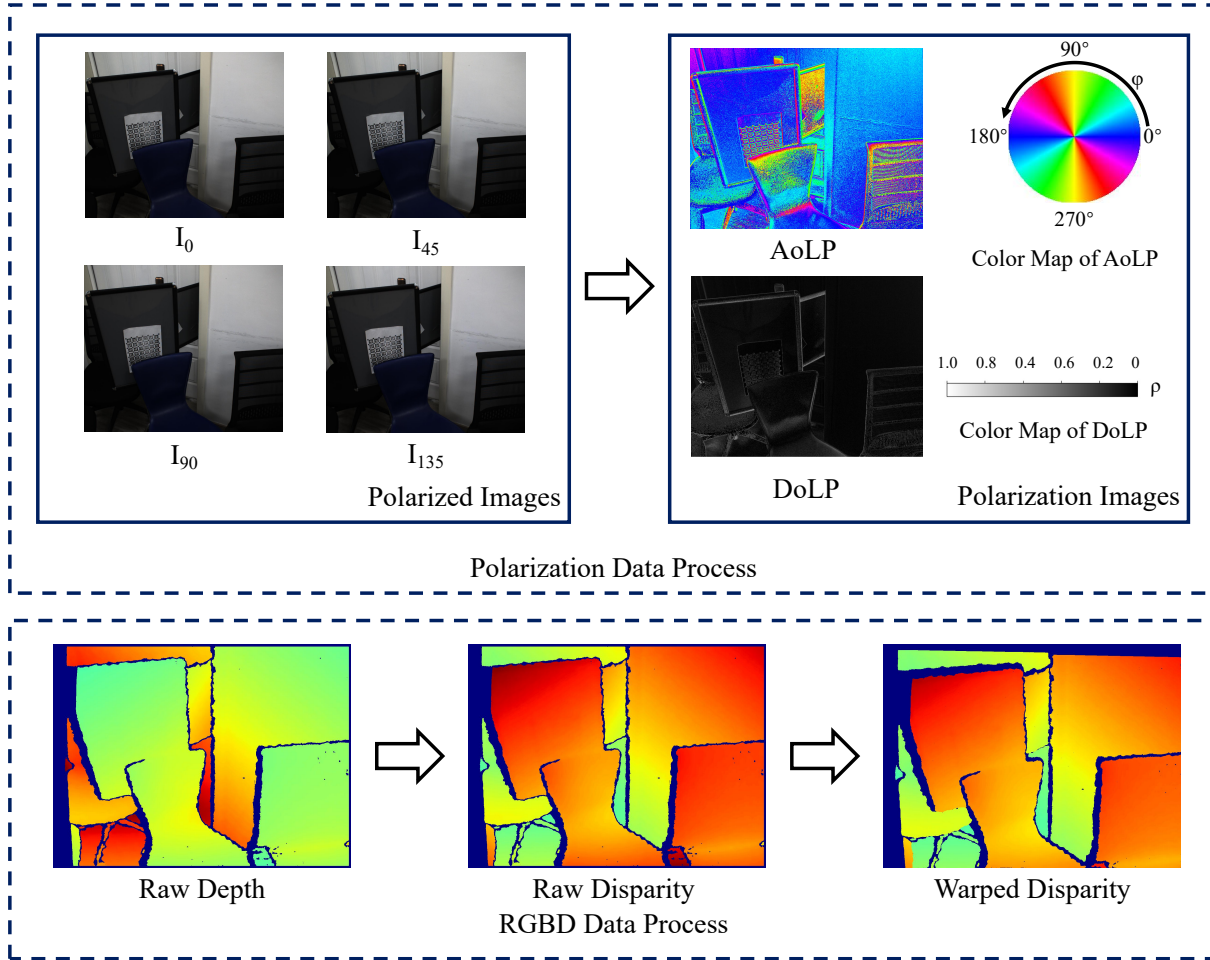 I0
I45
I90
I135
Polarized Images
AoLP
90°
φ
180°
0°
270°
Color Map of AoLP
1.0 0.8 0.6 0.4 0.2 0
ρ
Color Map of DoLP
DoLP
Polarization Images
Polarization Data Process
Raw Depth
Raw Disparity
Warped Disparity
RGBD Data Process